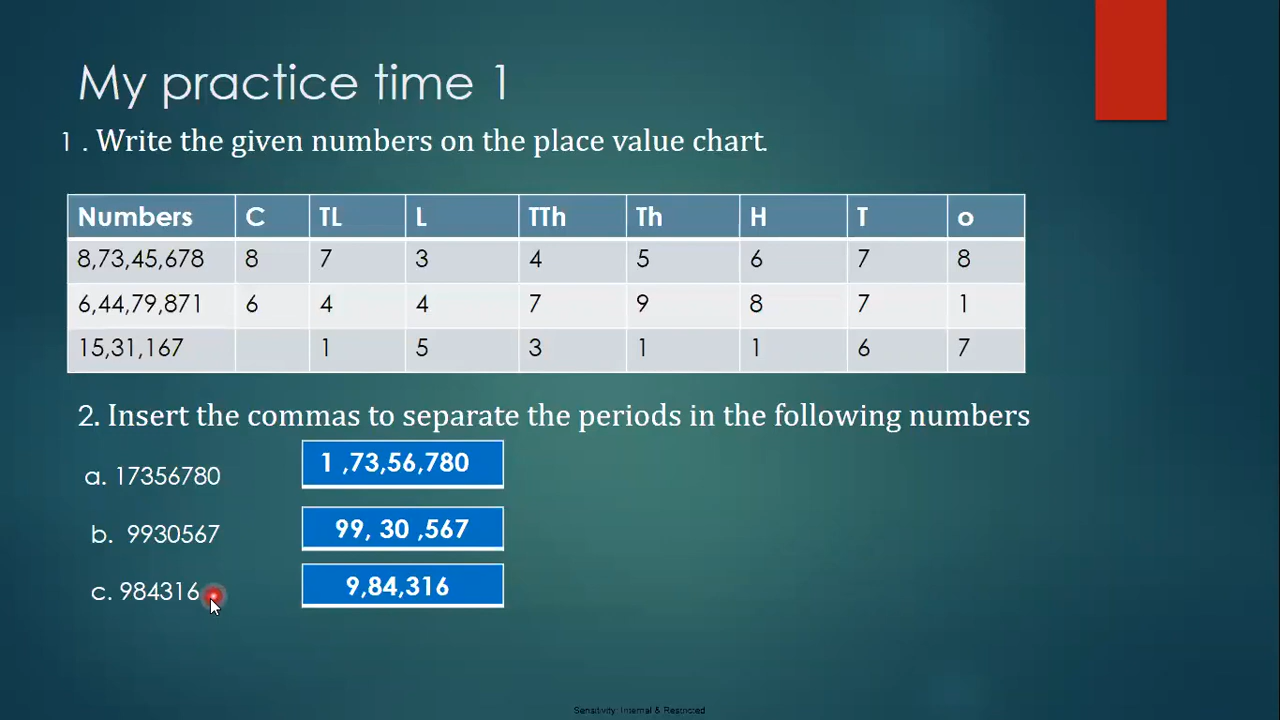 My practice time 1
1 . Write the given numbers on the place value chart.
Numbers C TL L TTh Th H T o
8,73,45,678 8 7 3 4 5 6 7 8
6,44,79,871 6 4 4 7 9 8 7 1
15,31,167 1 5 3 1 1 6 7
2. Insert the commas to separate the periods in the following numbers
a. 17356780 1 ,73,56,780
b. 9930567 99, 30 ,567
c. 984316 9,84,316
Sensitivity: Internal & Restricted